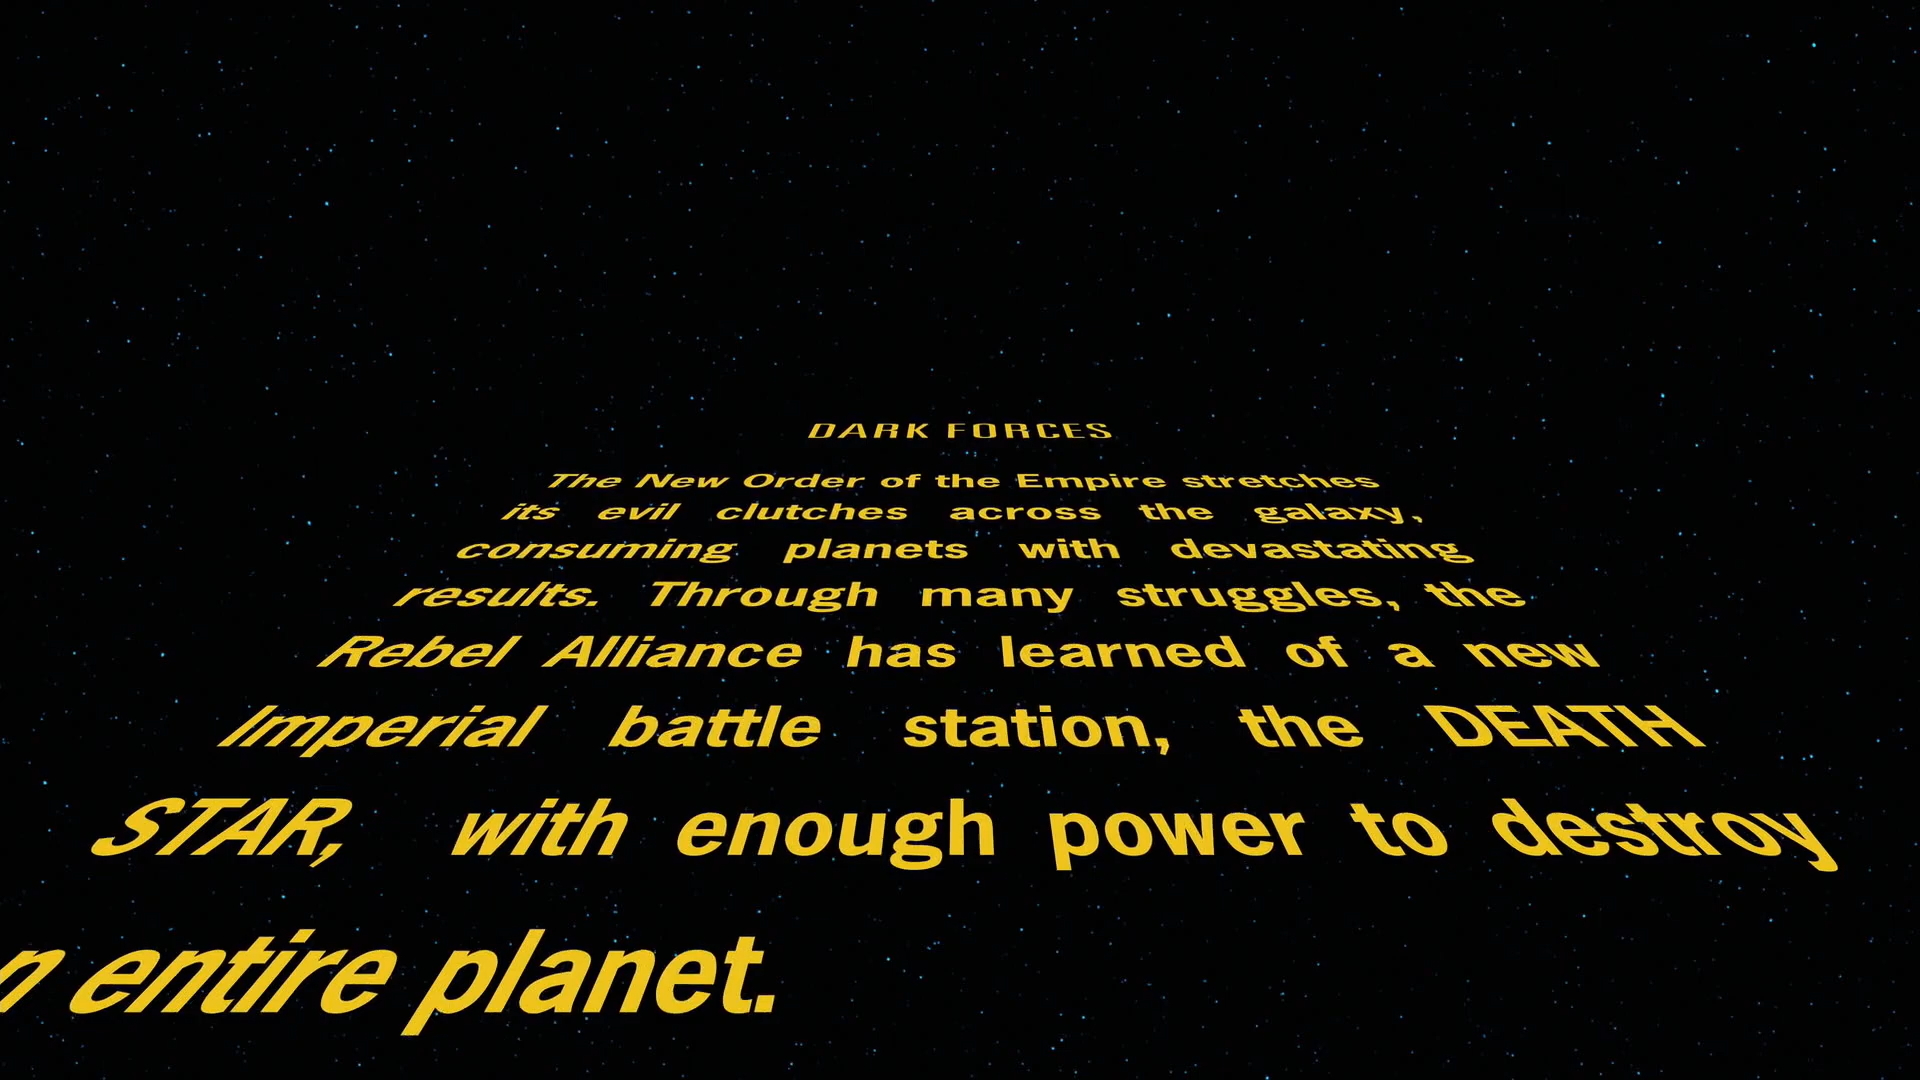 DARK FORCES
The New Order of the Empire stretches
its evil clutches across the galaxy,
consuming planets with devastating
results. Through many struggles, the
Rebel Alliance has learned of a new
Imperial battle station, the DEATH
STAR, with enough power to destroy
n entire planet.